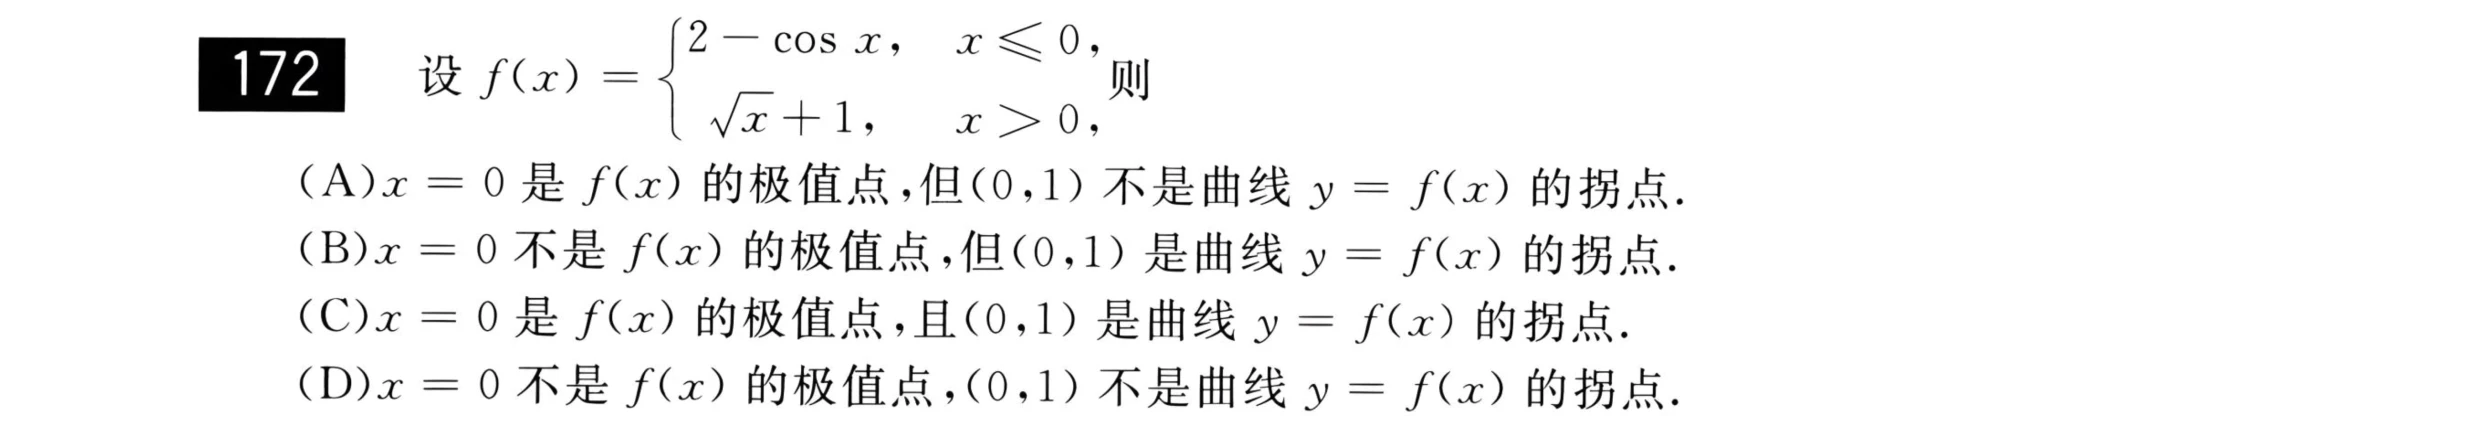 172 设 f(x) = { 2 − cos x, x ⩽ 0, √x + 1, x > 0, 则
(A)x = 0 是 f(x) 的极值点,但(0,1) 不是曲线 y = f(x) 的拐点.
(B)x = 0 不是 f(x) 的极值点,但(0,1) 是曲线 y = f(x) 的拐点.
(C)x = 0 是 f(x) 的极值点,且(0,1) 是曲线 y = f(x) 的拐点.
(D)x = 0 不是 f(x) 的极值点,(0,1) 不是曲线 y = f(x) 的拐点.